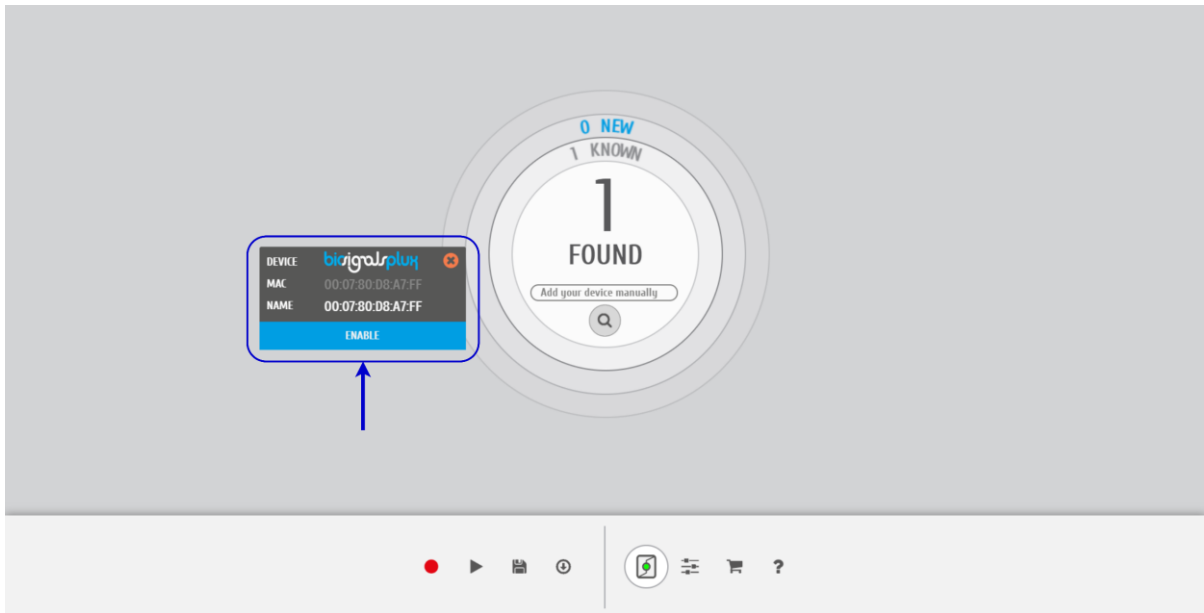 0 NEW
1 KNOWN
1
FOUND
Add your device manually
DEVICE biosignalsplux
MAC 00:07:80:D8:A7:FF
NAME 00:07:80:D8:A7:FF
ENABLE
?